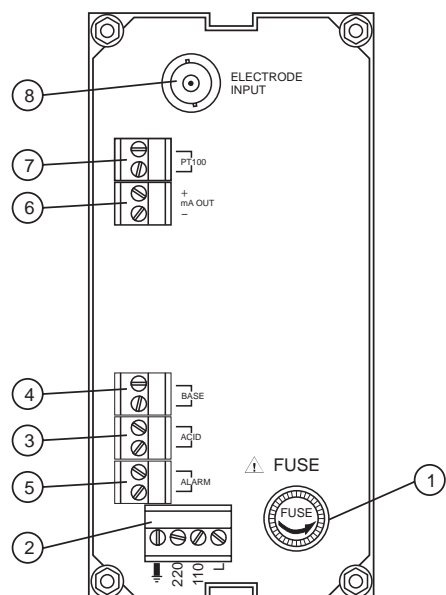 8
ELECTRODE
INPUT
7
PT100
6
+
mA OUT
−
4
BASE
3
ACID
5
ALARM
⚠ FUSE
1
FUSE
2
220
110
L